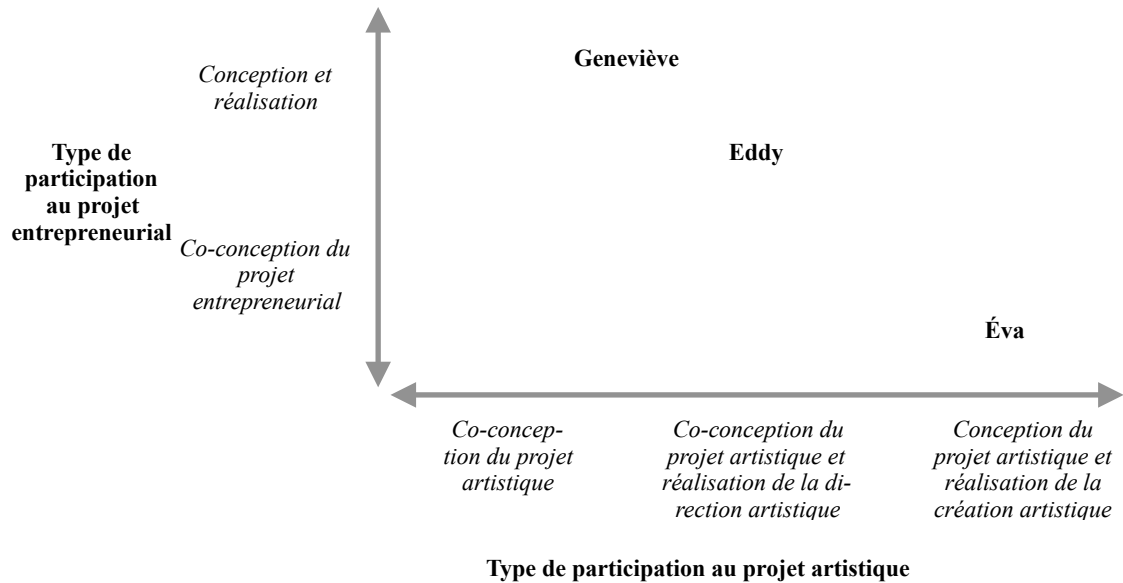 Geneviève
Conception et
réalisation
Type de
participation
au projet
entrepreneurial
Eddy
Co-conception du
projet
entrepreneurial
Éva
Co-concep-
tion du projet
artistique
Co-conception du
projet artistique et
réalisation de la di-
rection artistique
Conception du
projet artistique et
réalisation de la
création artistique
Type de participation au projet artistique